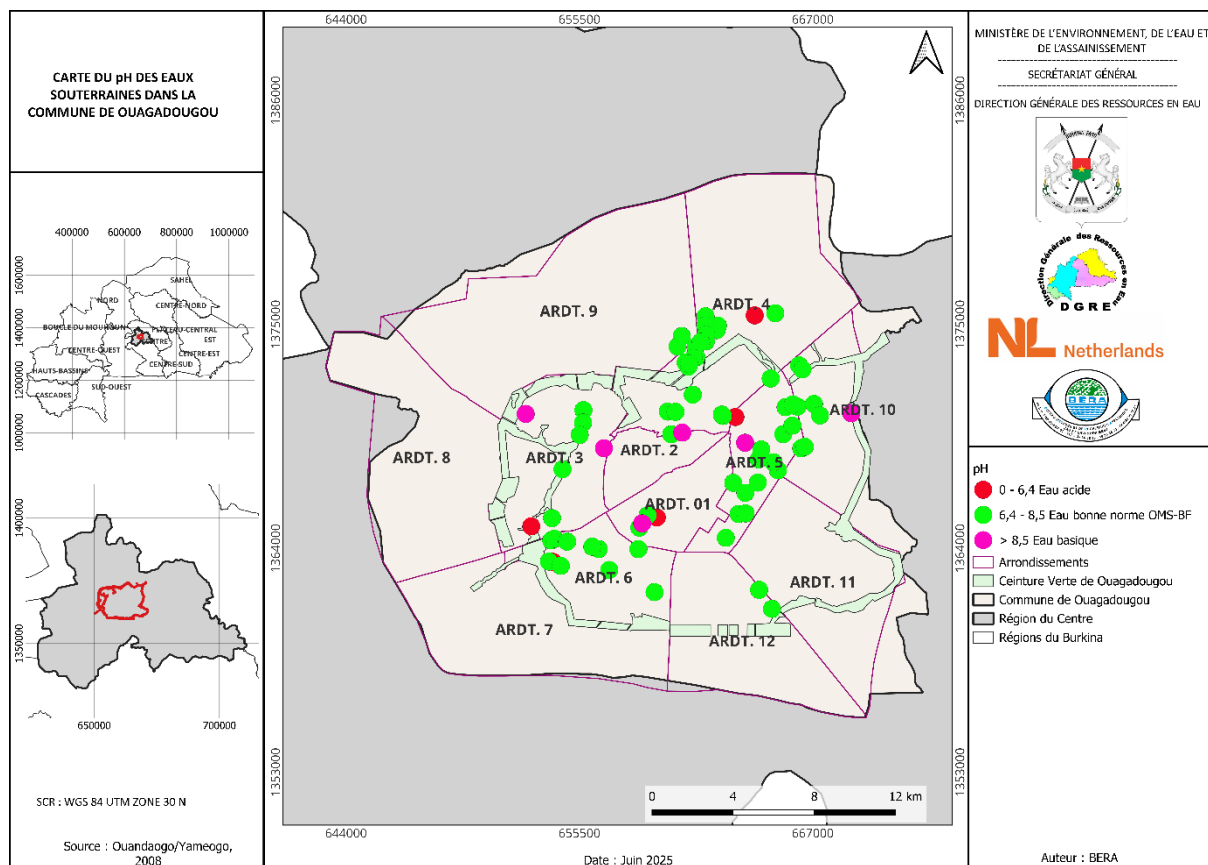 CARTE DU pH DES EAUX
SOUTERRAINES DANS LA
COMMUNE DE OUAGADOUGOU
400000 600000 800000 1000000
1600000
1400000
1200000
1000000
SAHEL
NORD
CENTRE-NORD
BOUCLE DU MOUHOUN
PLATEAU-CENTRAL
EST
CENTRE
CENTRE-OUEST
CENTRE-EST
HAUTS-BASSINS
CENTRE-SUD
SUD-OUEST
CASCADES
1400000
1350000
650000 700000
SCR : WGS 84 UTM ZONE 30 N
Source : Ouandaogo/Yameogo,
2008
644000 655500 667000
1386000 1386000
1375000 1375000
1364000 1364000
1353000 1353000
ARDT. 9
ARDT. 4
ARDT. 10
ARDT. 8
ARDT. 3
ARDT. 2
ARDT. 5
ARDT. 01
ARDT. 6
ARDT. 11
ARDT. 7
ARDT. 12
0 4 8 12 km
644000 655500 667000
Date : Juin 2025
MINISTÈRE DE L'ENVIRONNEMENT, DE L'EAU ET
DE L'ASSAINISSEMENT
SECRÉTARIAT GÉNÉRAL
DIRECTION GÉNÉRALE DES RESSOURCES EN EAU
Direction Générale des Ressources en Eau
DGRE
NL Netherlands
BERA
pH
0 - 6,4 Eau acide
6,4 - 8,5 Eau bonne norme OMS-BF
> 8,5 Eau basique
Arrondissements
Ceinture Verte de Ouagadougou
Commune de Ouagadougou
Région du Centre
Régions du Burkina
Auteur : BERA